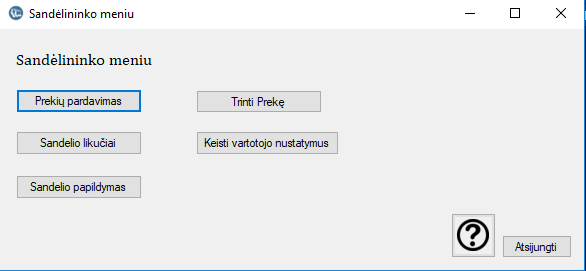 Sandėlininko meniu
Sandėlininko meniu
Prekių pardavimas
Trinti Prekę
Sandelio likučiai
Keisti vartotojo nustatymus
Sandelio papildymas
?
Atsijungti